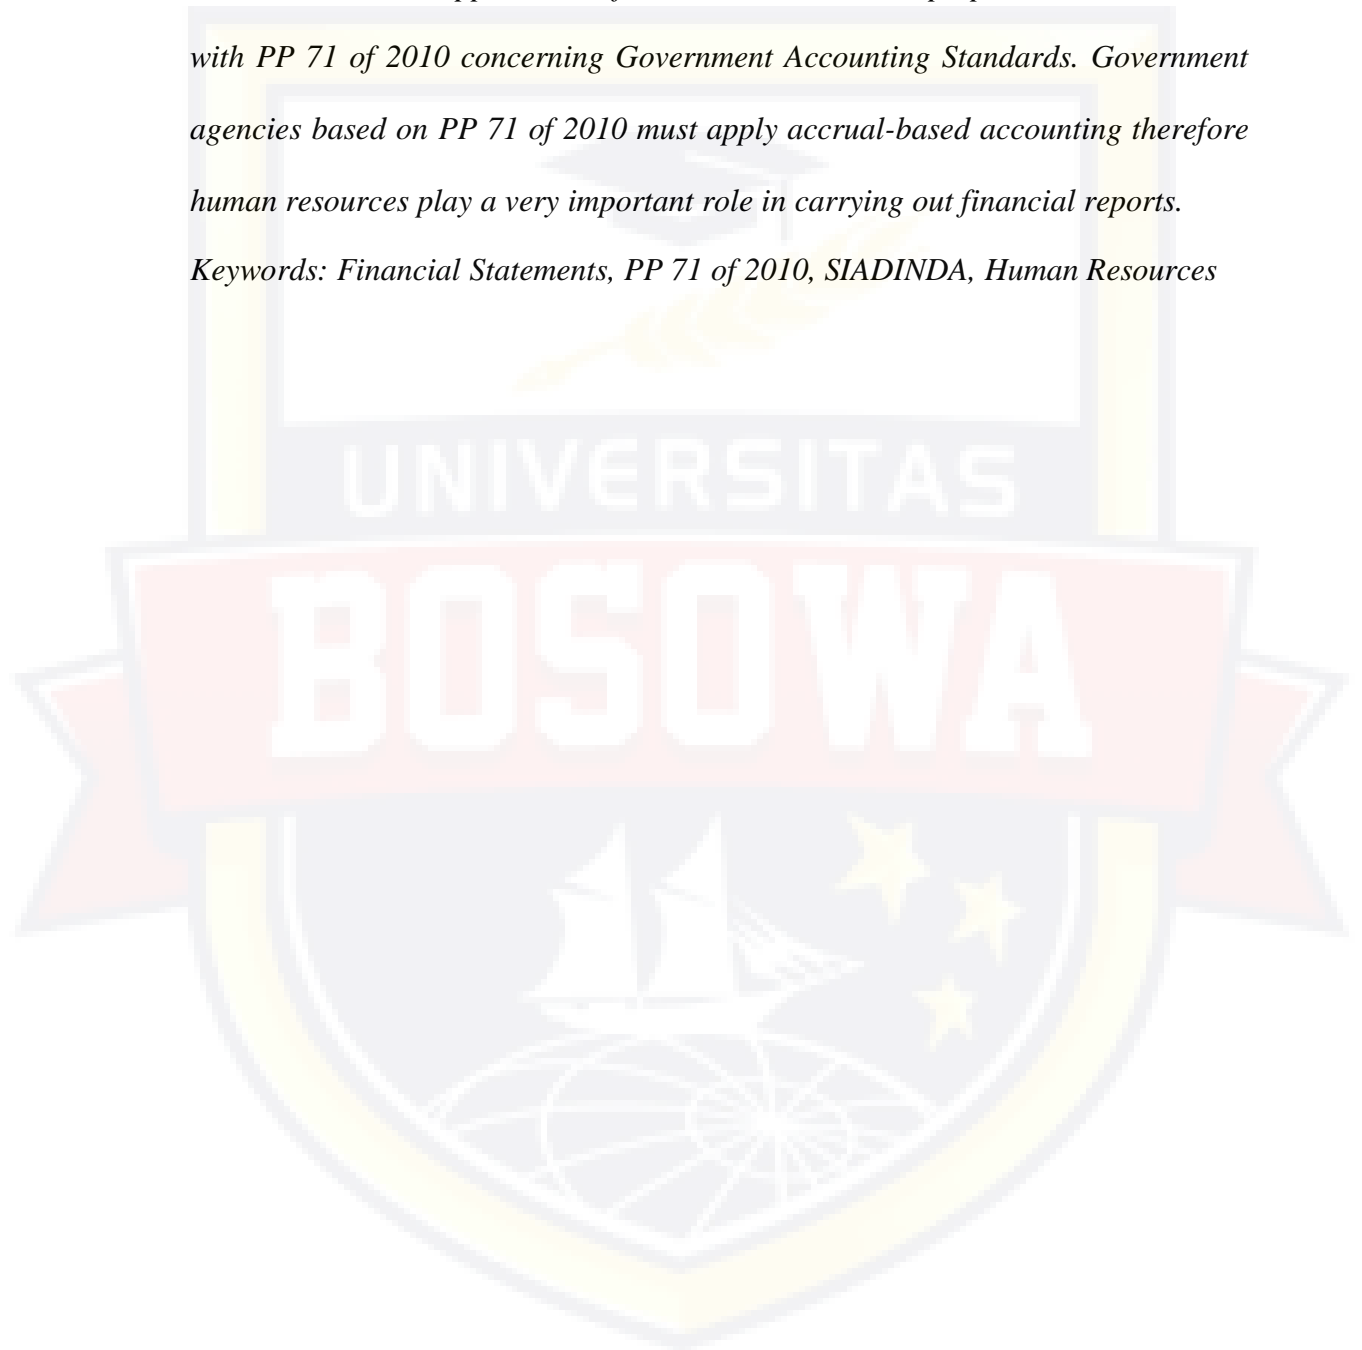 with PP 71 of 2010 concerning Government Accounting Standards. Government
agencies based on PP 71 of 2010 must apply accrual-based accounting therefore
human resources play a very important role in carrying out financial reports.
Keywords: Financial Statements, PP 71 of 2010, SIADINDA, Human Resources
UNIVERSITAS
BOSOWA